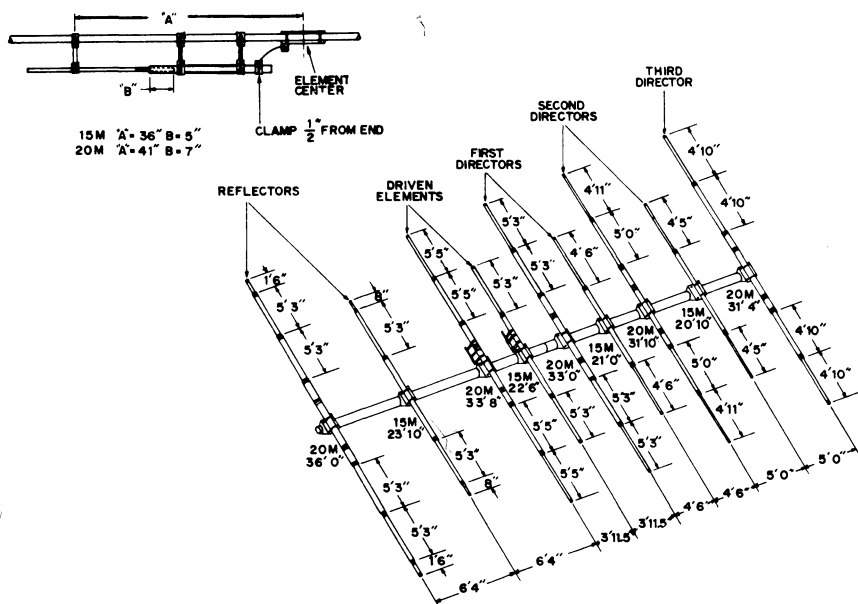 "A"
"B"
ELEMENT
CENTER
CLAMP 1/2" FROM END
15M "A"=36" B=5"
20M "A"=41" B=7"
REFLECTORS
DRIVEN
ELEMENTS
FIRST
DIRECTORS
SECOND
DIRECTORS
THIRD
DIRECTOR
1'6"
5'3"
5'3"
20M
36'0"
5'3"
5'3"
1'6"
8"
5'3"
15M
23'10"
5'3"
8"
5'5"
5'5"
20M
33'8"
5'5"
5'5"
5'3"
15M
22'6"
5'3"
5'3"
5'3"
20M
33'0"
5'3"
5'3"
4'6"
15M
21'0"
4'6"
4'11"
5'0"
20M
31'10"
5'0"
4'11"
4'5"
15M
20'10"
4'5"
4'10"
4'10"
20M
31'4"
4'10"
4'10"
6'4"
6'4"
3'11.5
3'11.5
4'6"
4'6"
5'0"
5'0"